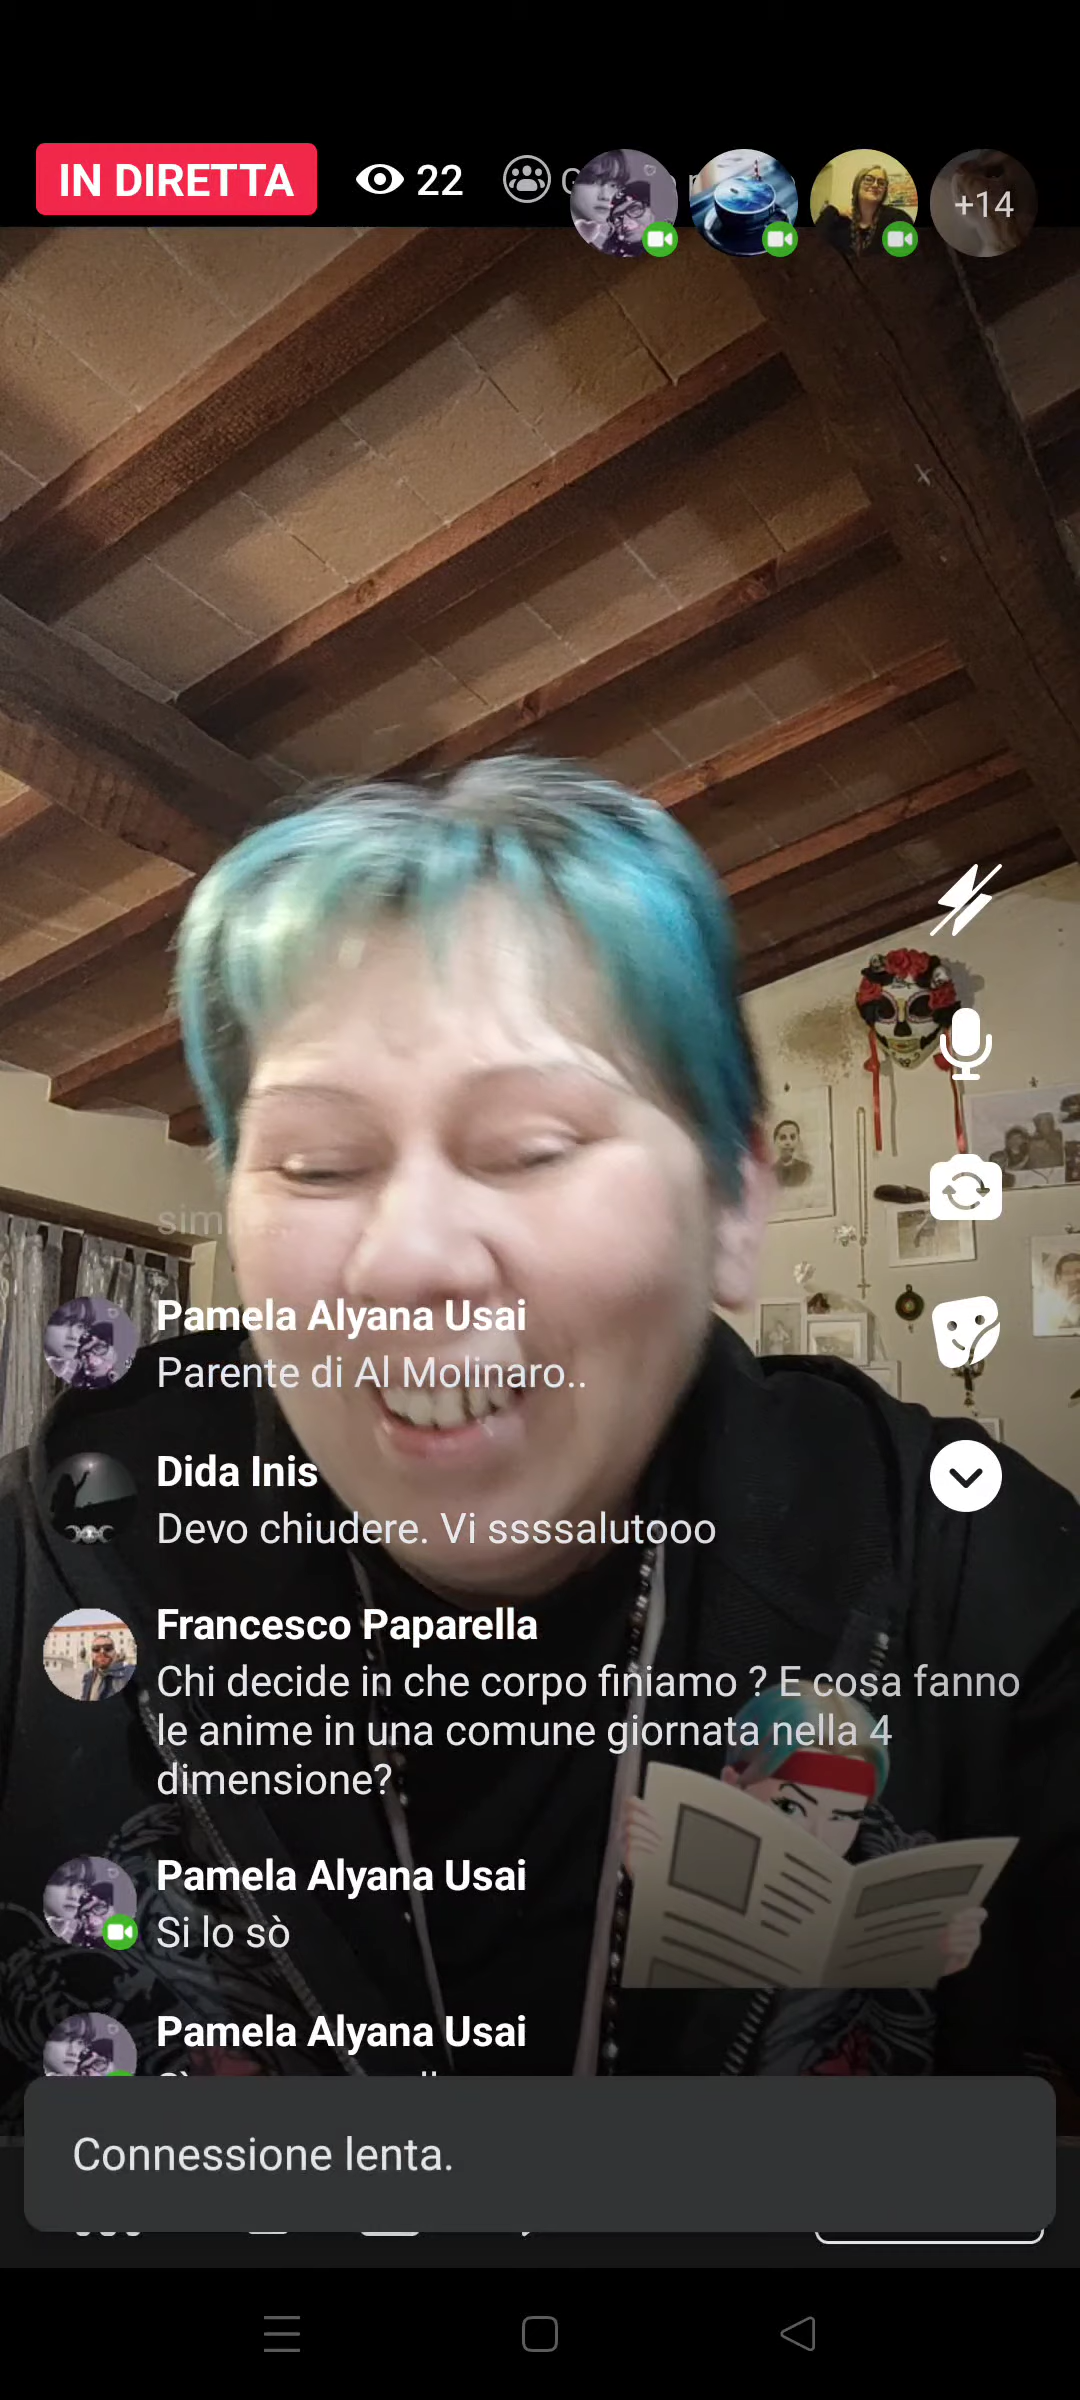 IN DIRETTA
22
+14
Pamela Alyana Usai
Parente di Al Molinaro..
Dida Inis
Devo chiudere. Vi ssssalutooo
Francesco Paparella
Chi decide in che corpo finiamo ? E cosa fanno
le anime in una comune giornata nella 4
dimensione?
Pamela Alyana Usai
Si lo sò
Pamela Alyana Usai
Connessione lenta.